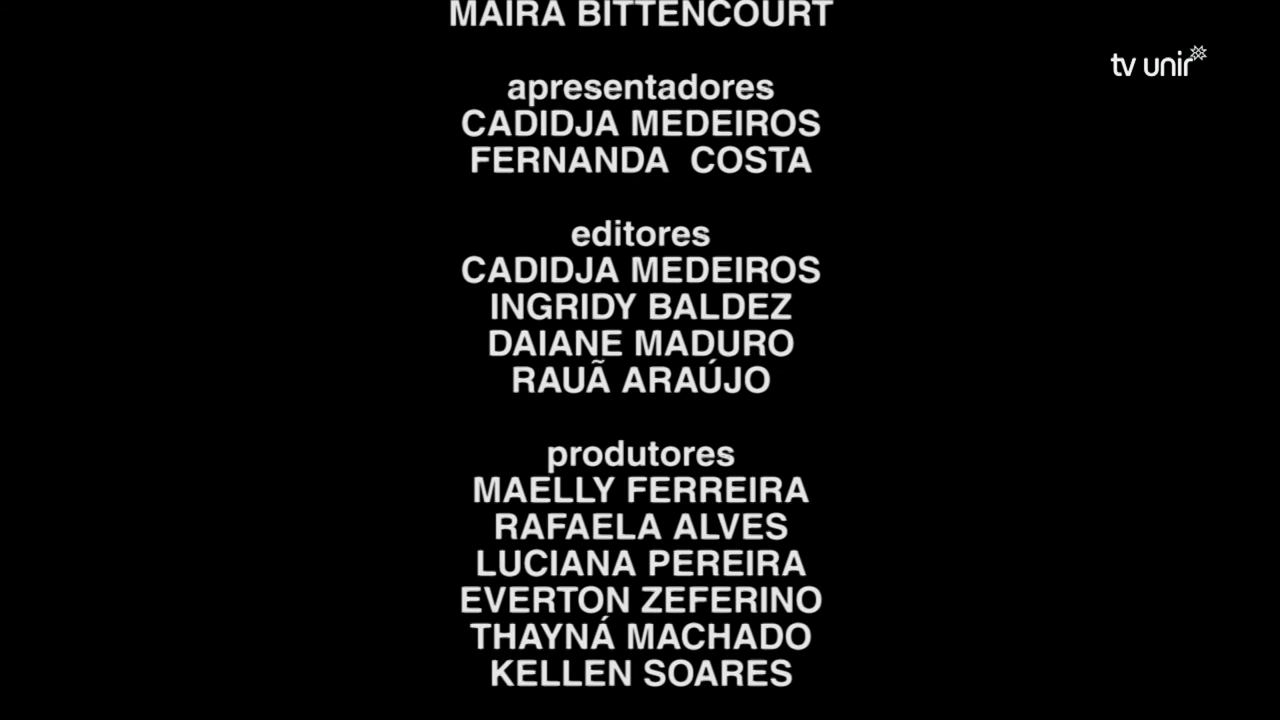 MAIRA BITTENCOURT
tv unir
apresentadores
CADIDJA MEDEIROS
FERNANDA COSTA
editores
CADIDJA MEDEIROS
INGRIDY BALDEZ
DAIANE MADURO
RAUÃ ARAÚJO
produtores
MAELLY FERREIRA
RAFAELA ALVES
LUCIANA PEREIRA
EVERTON ZEFERINO
THAYNÁ MACHADO
KELLEN SOARES